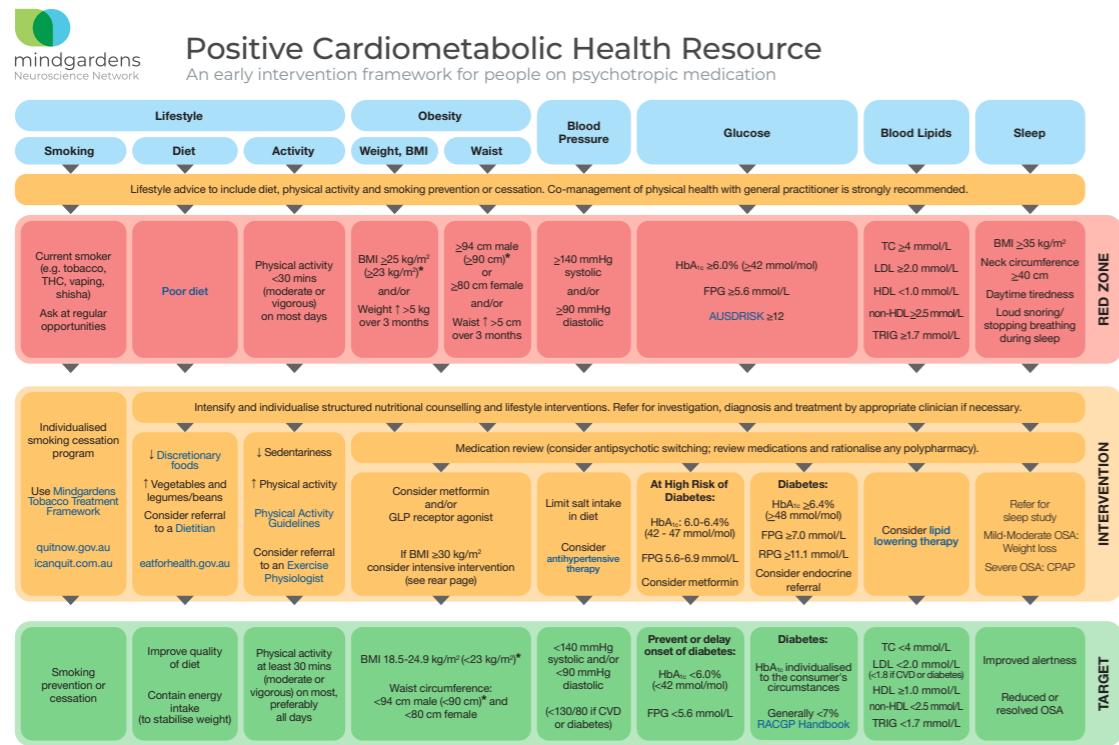 mindgardens
Neuroscience Network
Positive Cardiometabolic Health Resource
An early intervention framework for people on psychotropic medication
Lifestyle
Obesity
Blood
Pressure
Glucose
Blood Lipids
Sleep
Smoking
Diet
Activity
Weight, BMI
Waist
Lifestyle advice to include diet, physical activity and smoking prevention or cessation. Co-management of physical health with general practitioner is strongly recommended.
Current smoker
(e.g. tobacco,
THC, vaping,
shisha)
Ask at regular
opportunities
Poor diet
Physical activity
<30 mins
(moderate or
vigorous)
on most days
BMI ≥25 kg/m²
(≥23 kg/m²)*
and/or
Weight ↑ >5 kg
over 3 months
≥94 cm male
(≥90 cm)*
or
≥80 cm female
and/or
Waist ↑ >5 cm
over 3 months
≥140 mmHg
systolic
and/or
≥90 mmHg
diastolic
HbA1c ≥6.0% (≥42 mmol/mol)
FPG ≥5.6 mmol/L
AUSDRISK ≥12
TC ≥4 mmol/L
LDL ≥2.0 mmol/L
HDL <1.0 mmol/L
non-HDL ≥2.5 mmol/L
TRIG ≥1.7 mmol/L
BMI ≥35 kg/m²
Neck circumference
≥40 cm
Daytime tiredness
Loud snoring/
stopping breathing
during sleep
RED ZONE
Individualised
smoking cessation
program
Use Mindgardens
Tobacco Treatment
Framework
quitnow.gov.au
icanquit.com.au
Intensify and individualise structured nutritional counselling and lifestyle interventions. Refer for investigation, diagnosis and treatment by appropriate clinician if necessary.
↓ Discretionary
foods
↑ Vegetables and
legumes/beans
Consider referral
to a Dietitian
eatforhealth.gov.au
↓ Sedentariness
↑ Physical activity
Physical Activity
Guidelines
Consider referral
to an Exercise
Physiologist
Medication review (consider antipsychotic switching; review medications and rationalise any polypharmacy).
Consider metformin
and/or
GLP receptor agonist
If BMI ≥30 kg/m²
consider intensive intervention
(see rear page)
Limit salt intake
in diet
Consider
antihypertensive
therapy
At High Risk of
Diabetes:
HbA1c: 6.0-6.4%
(42 - 47 mmol/mol)
FPG 5.6-6.9 mmol/L
Consider metformin
Diabetes:
HbA1c ≥6.4%
(≥48 mmol/mol)
FPG ≥7.0 mmol/L
RPG ≥11.1 mmol/L
Consider endocrine
referral
Consider lipid
lowering therapy
Refer for
sleep study
Mild-Moderate OSA:
Weight loss
Severe OSA: CPAP
INTERVENTION
Smoking
prevention or
cessation
Improve quality
of diet
Contain energy
intake
(to stabilise weight)
Physical activity
at least 30 mins
(moderate or
vigorous) on most,
preferably
all days
BMI 18.5-24.9 kg/m² (<23 kg/m²)*
Waist circumference:
<94 cm male (<90 cm)* and
<80 cm female
<140 mmHg
systolic and/or
<90 mmHg
diastolic
(<130/80 if CVD
or diabetes)
Prevent or delay
onset of diabetes:
HbA1c <6.0%
(<42 mmol/mol)
FPG <5.6 mmol/L
Diabetes:
HbA1c individualised
to the consumer's
circumstances
Generally <7%
RACGP Handbook
TC <4 mmol/L
LDL <2.0 mmol/L
(<1.8 if CVD or diabetes)
HDL ≥1.0 mmol/L
non-HDL <2.5 mmol/L
TRIG <1.7 mmol/L
Improved alertness
Reduced or
resolved OSA
TARGET